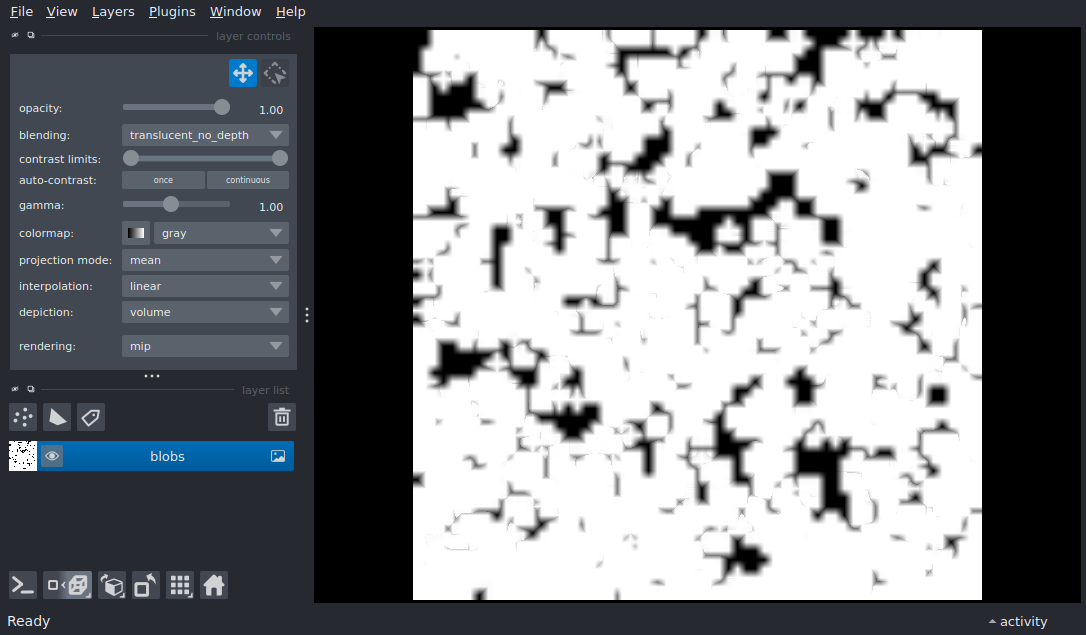 File View Layers Plugins Window Help
layer controls
opacity: 1.00
blending: translucent_no_depth
contrast limits:
auto-contrast: once continuous
gamma: 1.00
colormap: gray
projection mode: mean
interpolation: linear
depiction: volume
rendering: mip
layer list
blobs
Ready activity